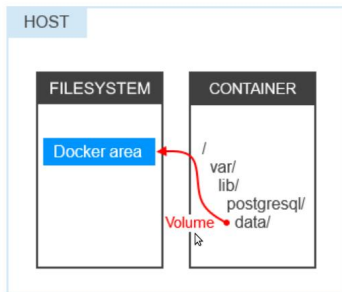 HOST
FILESYSTEM
CONTAINER
Docker area
/
var/
lib/
postgresql/
Volume
data/